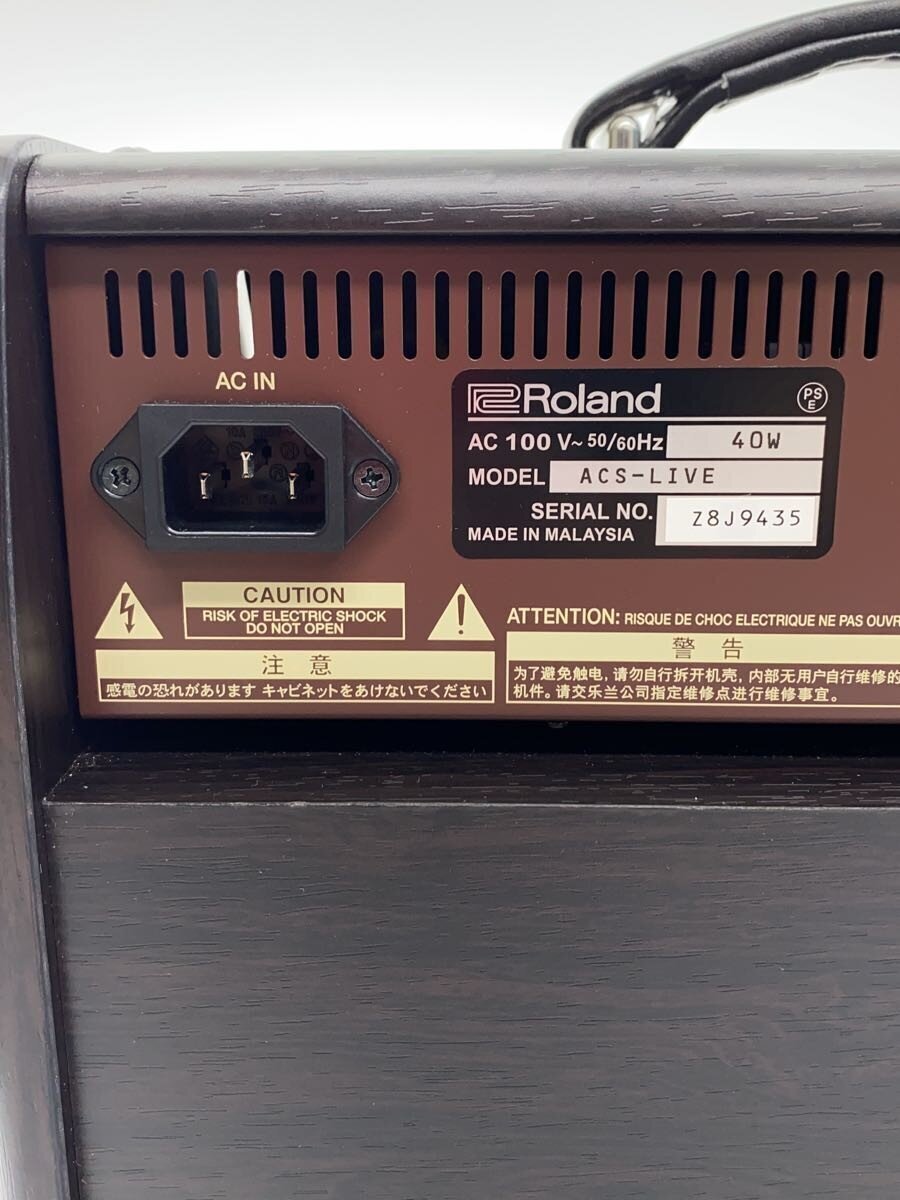 AC IN
Roland
PS
E
AC 100 V~ 50/60Hz 40W
MODEL ACS-LIVE
SERIAL NO. Z8J9435
MADE IN MALAYSIA
CAUTION
RISK OF ELECTRIC SHOCK
DO NOT OPEN
注 意
感電の恐れがあります キャビネットをあけないでください
ATTENTION: RISQUE DE CHOC ELECTRIQUE NE PAS OUVR
警 告
为了避免触电,请勿自行拆开机壳,内部无用户自行维修的
机件。请交乐兰公司指定维修点进行维修事宜。